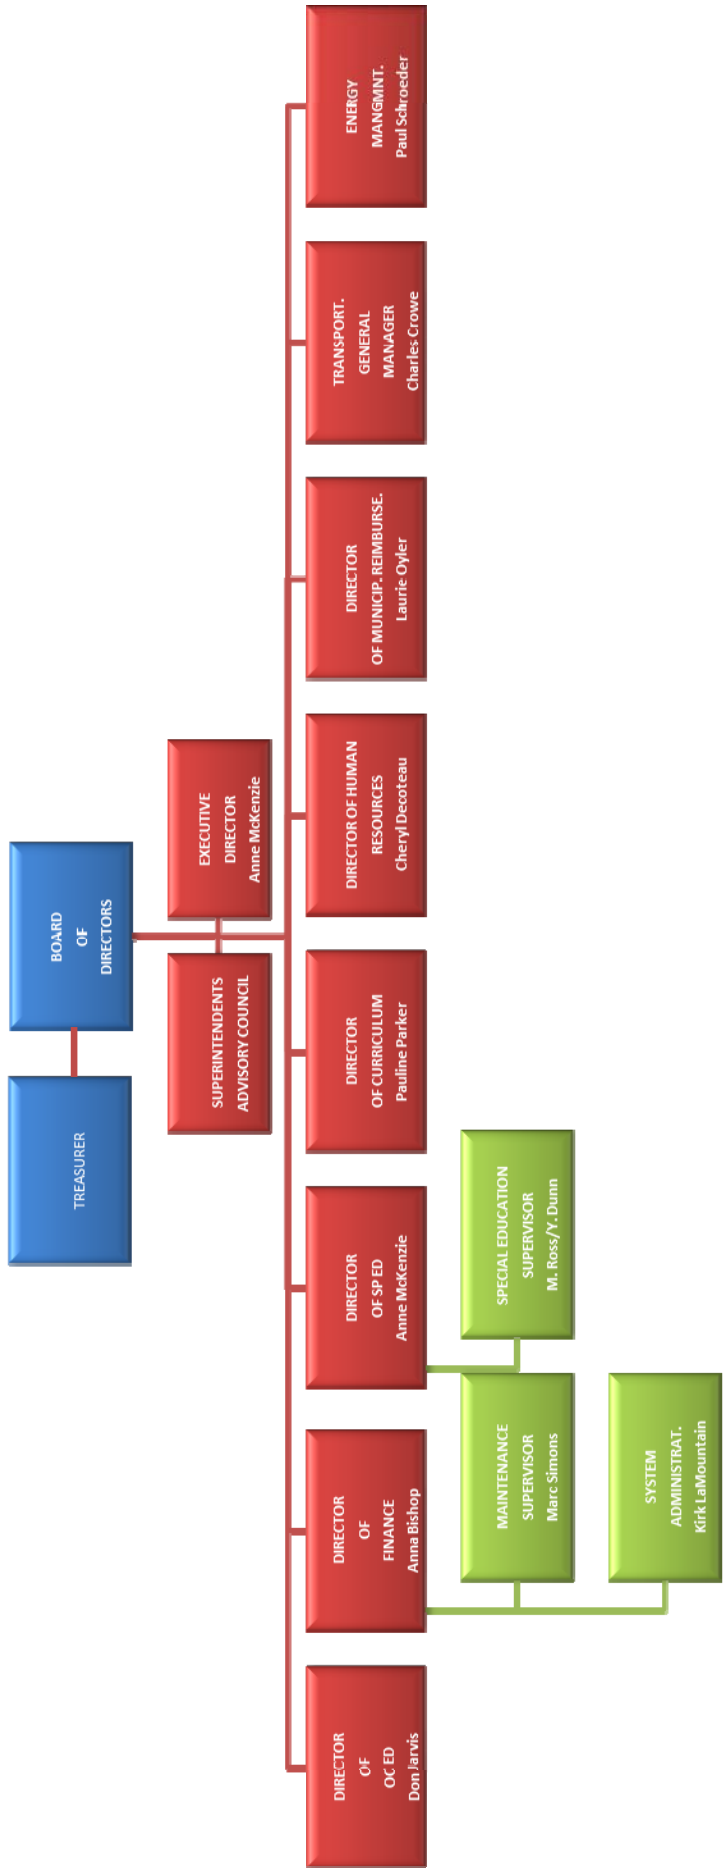 TREASURER
BOARD
OF
DIRECTORS
SUPERINTENDENTS
ADVISORY COUNCIL
EXECUTIVE
DIRECTOR
Anne McKenzie
DIRECTOR
OF
OC ED
Don Jarvis
DIRECTOR
OF
FINANCE
Anna Bishop
DIRECTOR
OF SP ED
Anne McKenzie
DIRECTOR
OF CURRICULUM
Pauline Parker
DIRECTOR OF HUMAN
RESOURCES
Cheryl Decoteau
DIRECTOR
OF MUNICIP. REIMBURSE.
Laurie Oyler
TRANSPORT.
GENERAL
MANAGER
Charles Crowe
ENERGY
MANGMNT.
Paul Schroeder
MAINTENANCE
SUPERVISOR
Marc Simons
SPECIAL EDUCATION
SUPERVISOR
M. Ross/Y. Dunn
SYSTEM
ADMINISTRAT.
Kirk LaMountain